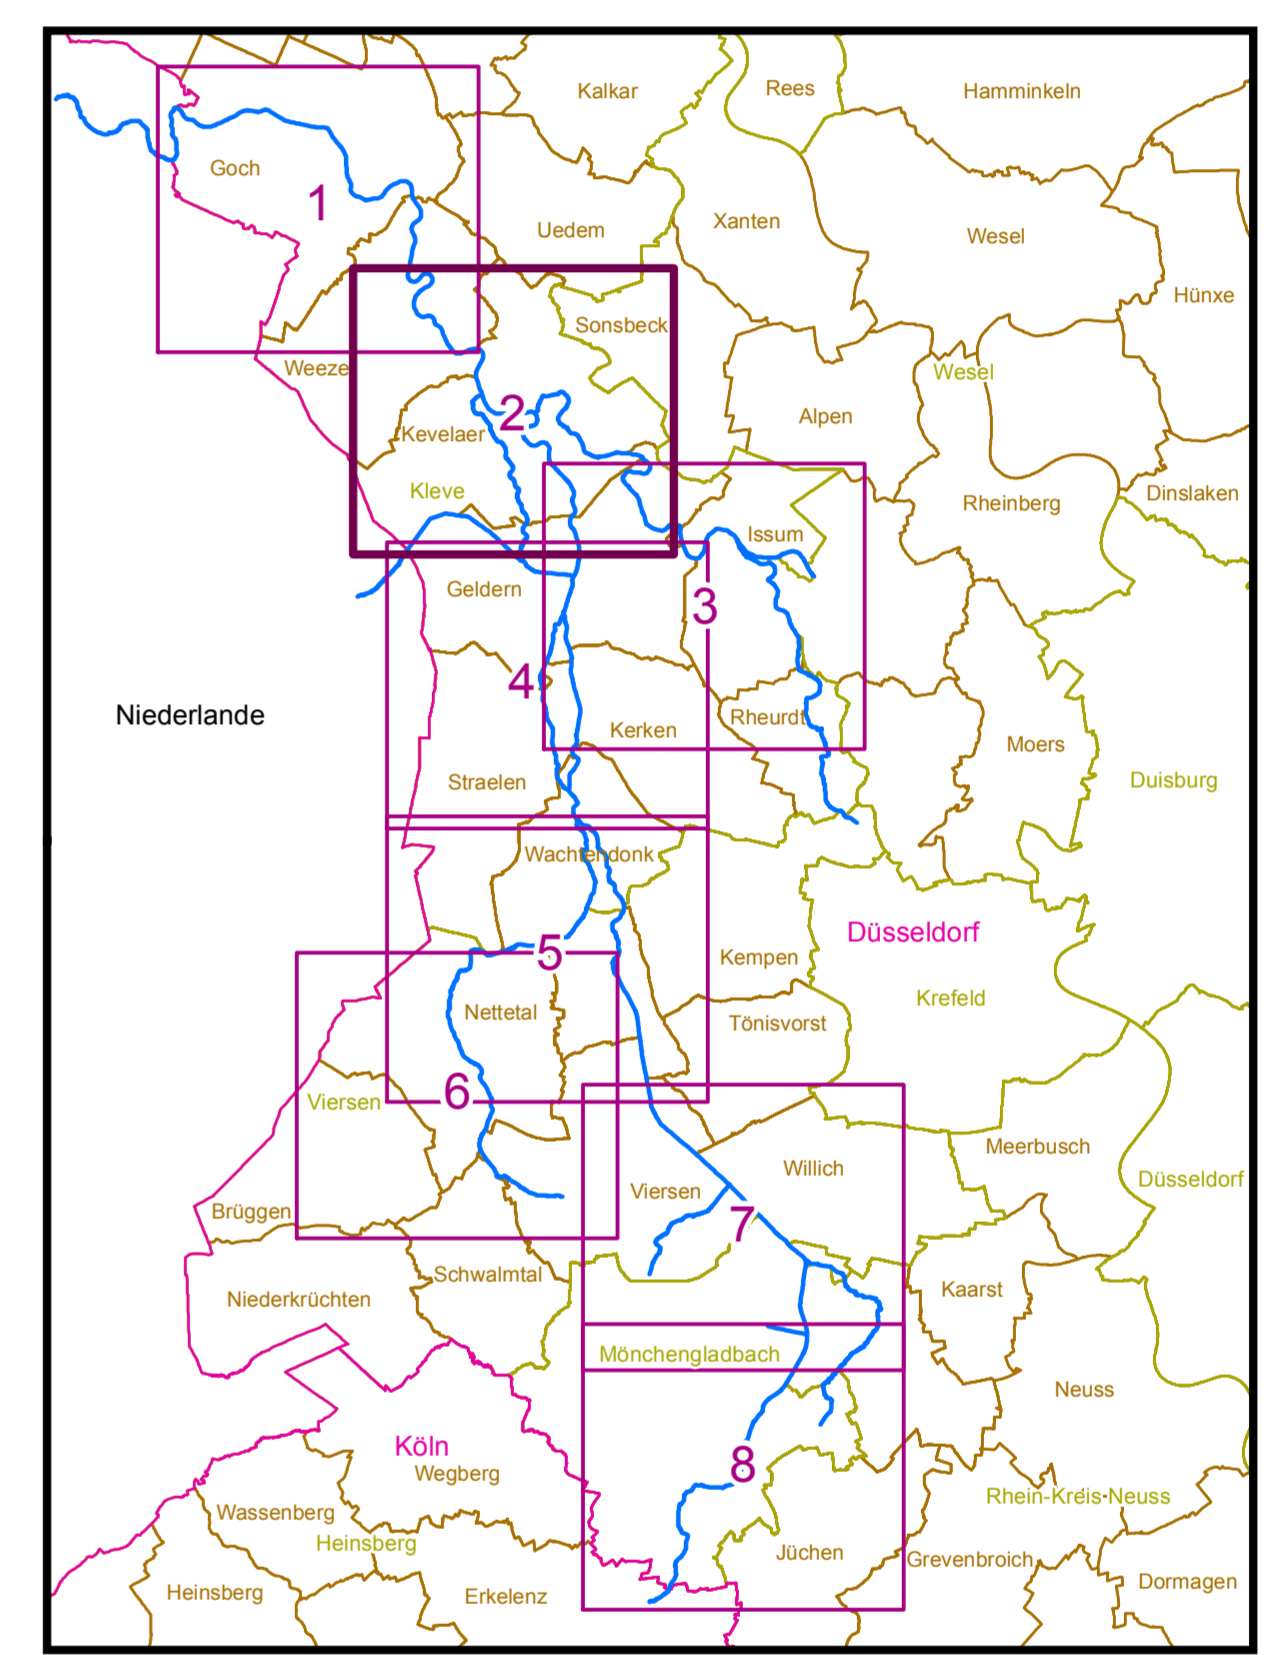 Kalkar
Rees
Hamminkeln
Goch
1
Uedem
Xanten
Wesel
Hünxe
Sonsbeck
Weeze
Wesel
2
Alpen
Kevelaer
Kleve
Rheinberg
Dinslaken
Issum
Geldern
3
4
Niederlande
Kerken
Rheurdt
Moers
Straelen
Duisburg
Wachtendonk
Düsseldorf
5
Kempen
Krefeld
Nettetal
Tönisvorst
6
Viersen
Meerbusch
Willich
Düsseldorf
Viersen
Brüggen
7
Schwalmtal
Kaarst
Niederkrüchten
Mönchengladbach
Neuss
Köln
8
Wegberg
Rhein-Kreis-Neuss
Wassenberg
Heinsberg
Jüchen
Grevenbroich
Dormagen
Heinsberg
Erkelenz